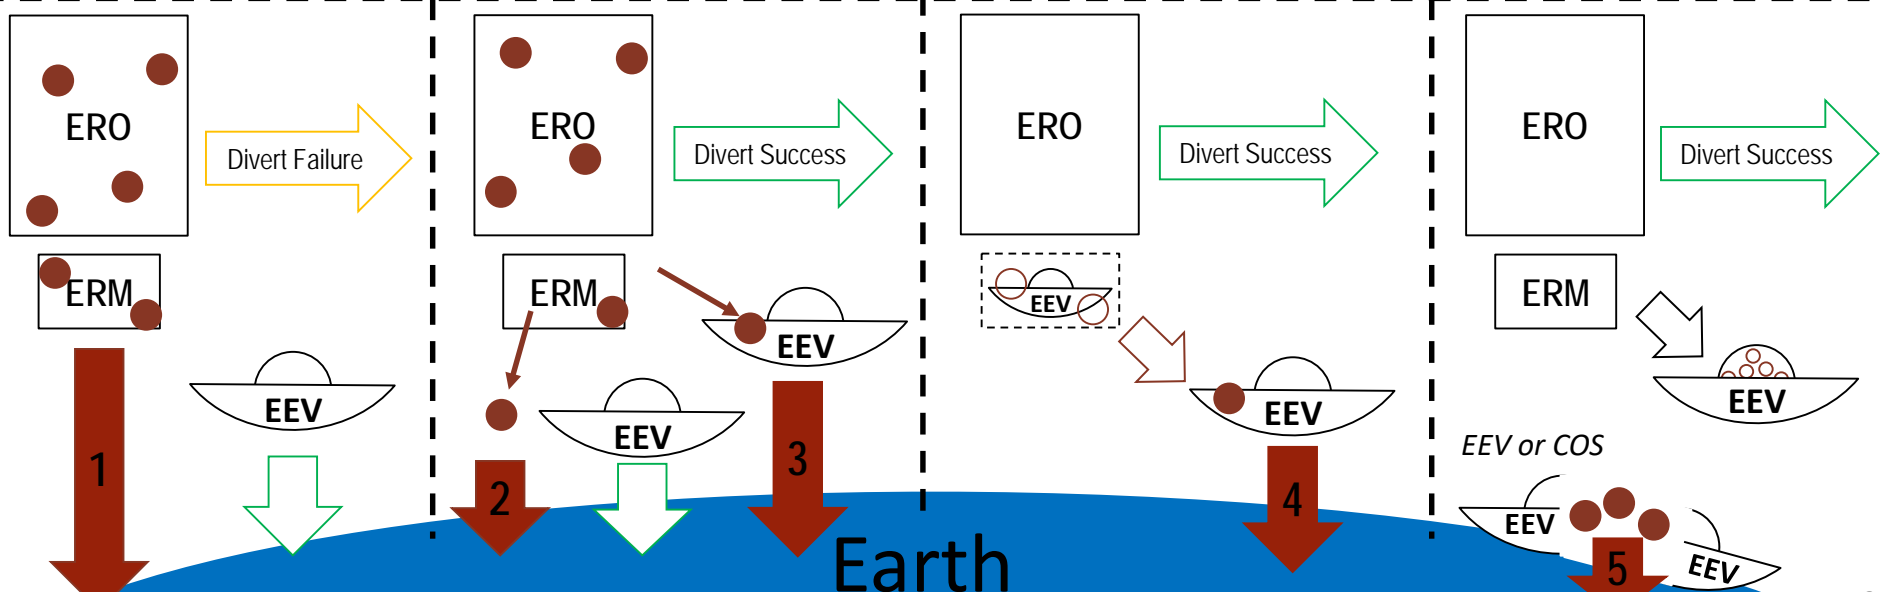 ERO
Divert Failure
ERM
EEV
1
ERO
Divert Success
ERM
EEV
EEV
2
3
ERO
Divert Success
EEV
EEV
4
ERO
Divert Success
ERM
EEV
EEV or COS
EEV
EEV
5
Earth